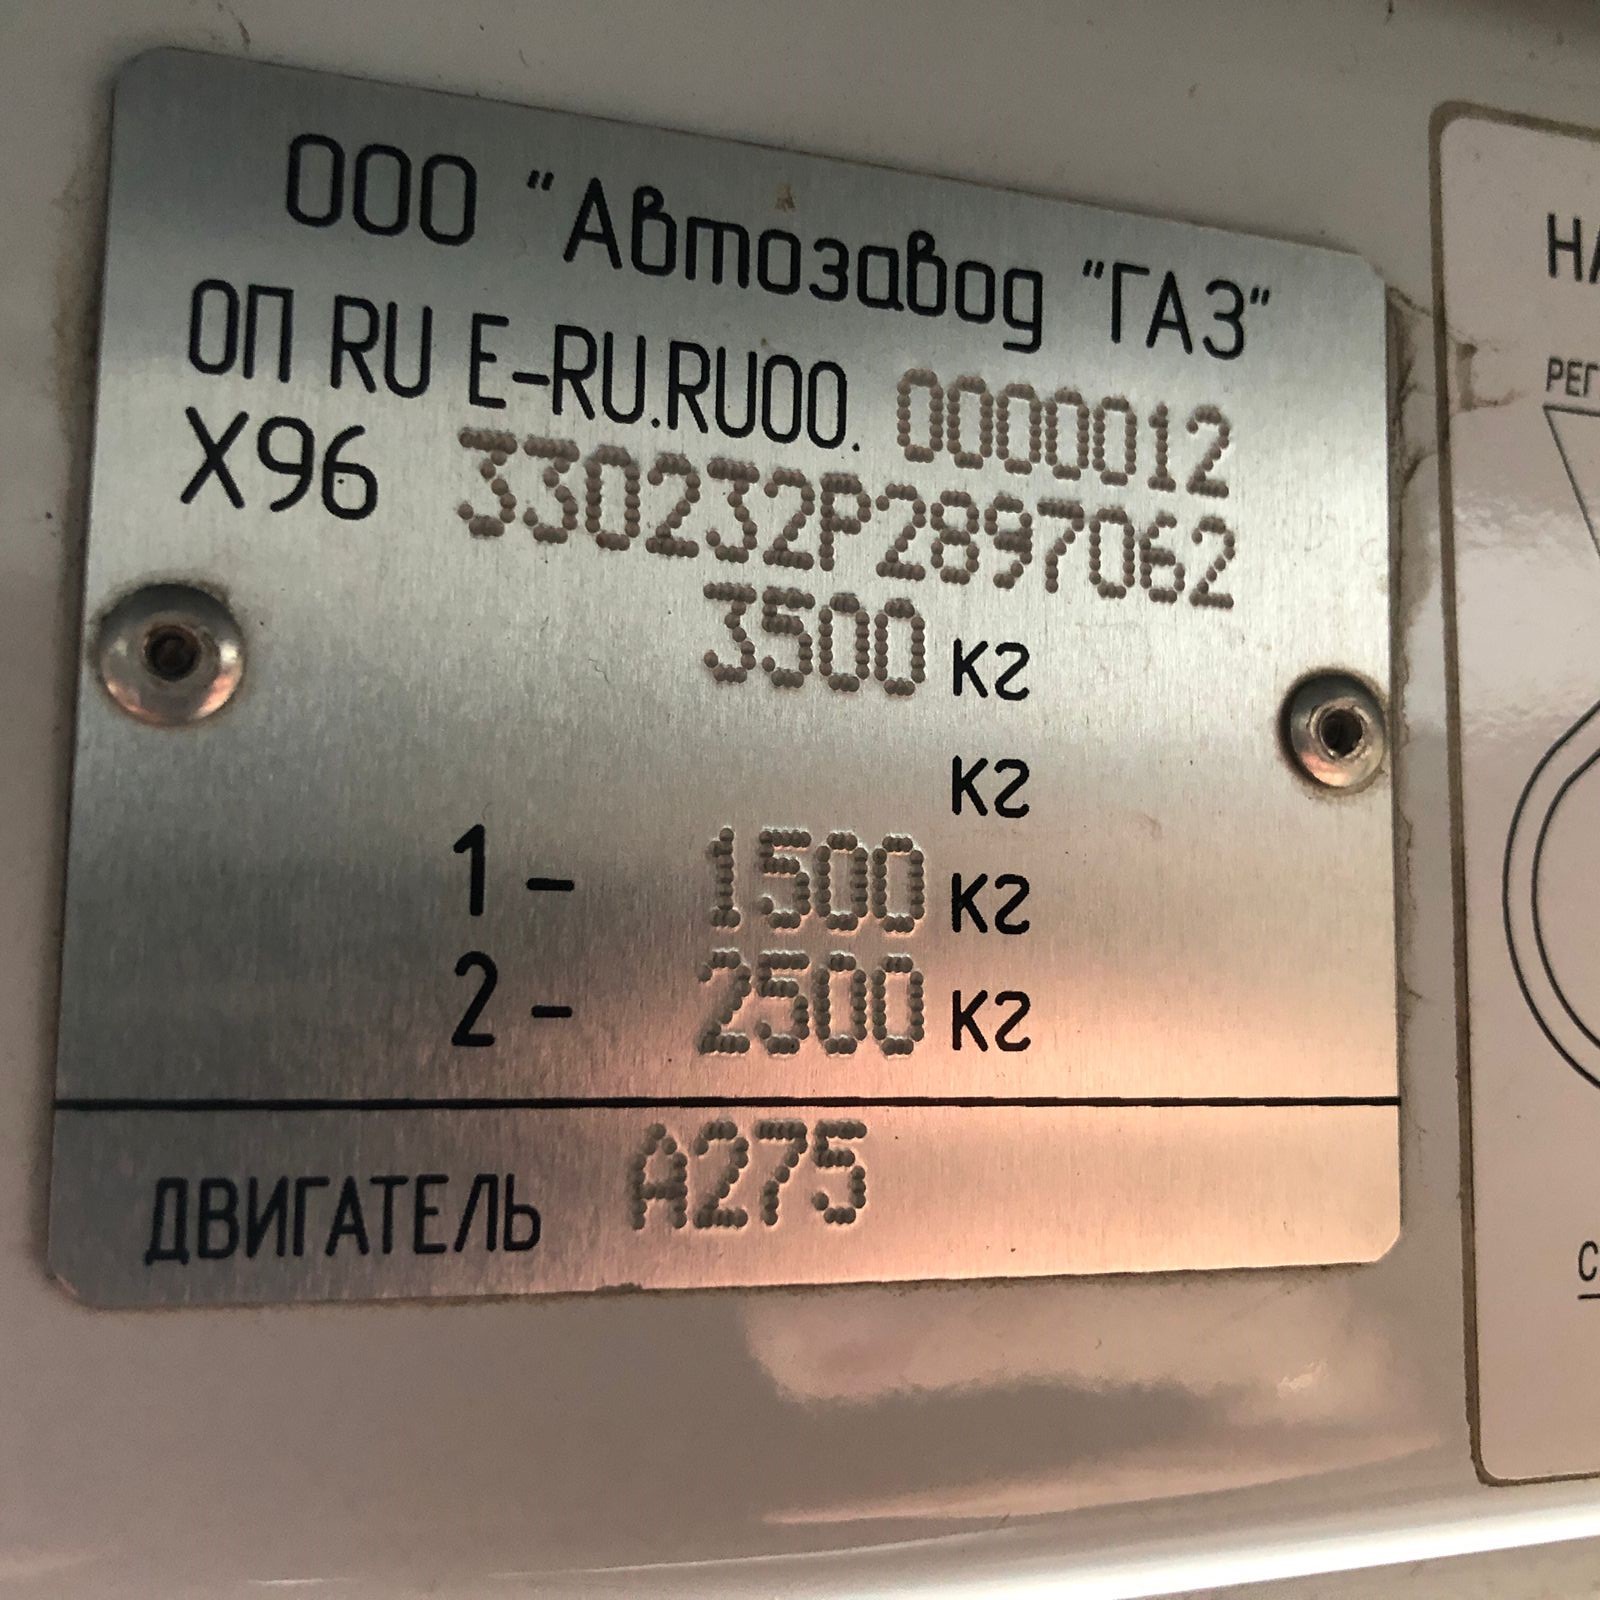 ООО "Автозавод "ГАЗ"
ОП RU E-RU.RU00. 0000012
X96 330232P2897062
3500 кг
кг
1 - 1500 кг
2 - 2500 кг
ДВИГАТЕЛЬ A275